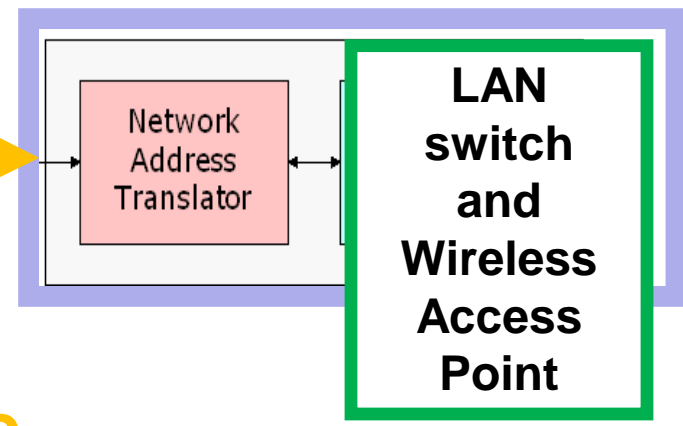 Network
Address
Translator
LAN
switch
and
Wireless
Access
Point